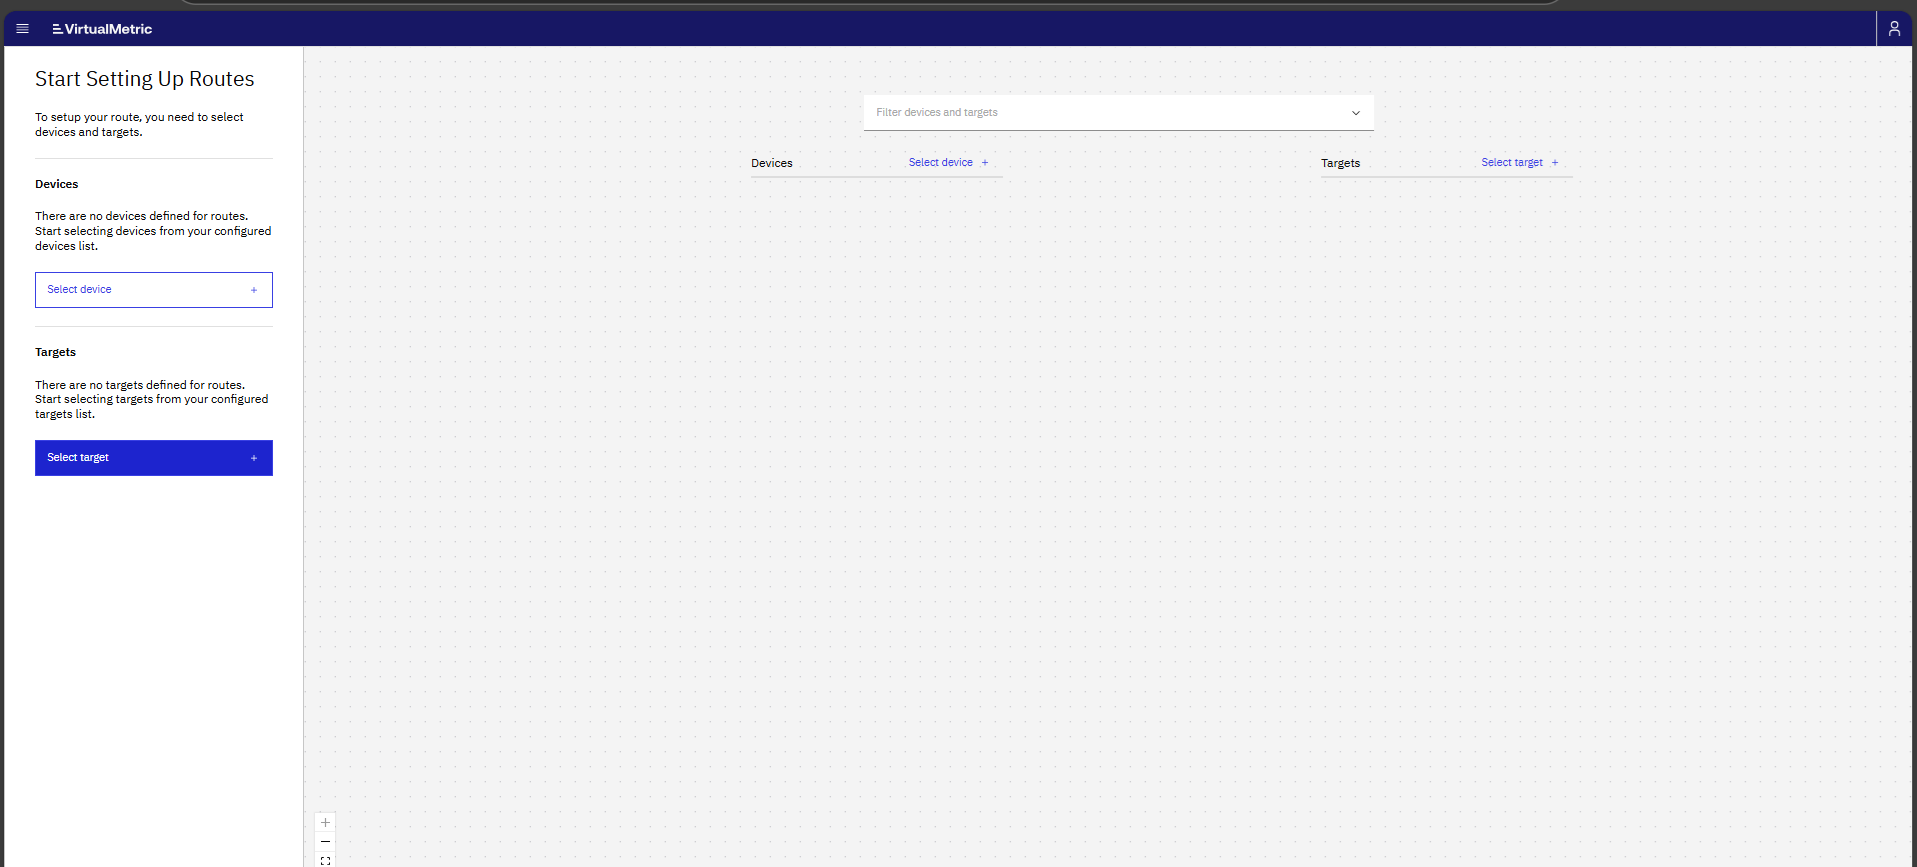 VirtualMetric
Start Setting Up Routes
To setup your route, you need to select
devices and targets.
Devices
There are no devices defined for routes.
Start selecting devices from your configured
devices list.
Select device +
Targets
There are no targets defined for routes.
Start selecting targets from your configured
targets list.
Select target +
Filter devices and targets
Devices Select device +
Targets Select target +